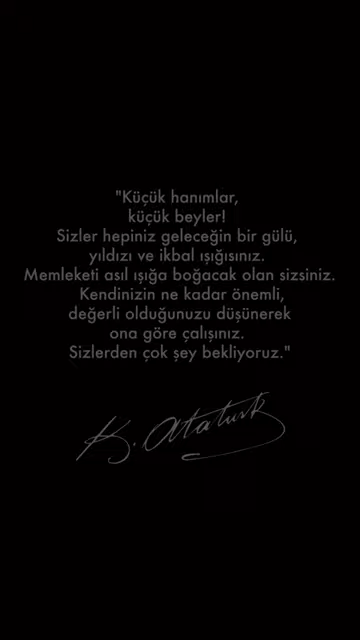 "Küçük hanımlar,
küçük beyler!
Sizler hepiniz geleceğin bir gülü,
yıldızı ve ikbal ışığısınız.
Memleketi asıl ışığa boğacak olan sizsiniz.
Kendinizin ne kadar önemli,
değerli olduğunuzu düşünerek
ona göre çalışınız.
Sizlerden çok şey bekliyoruz."
K. Atatürk